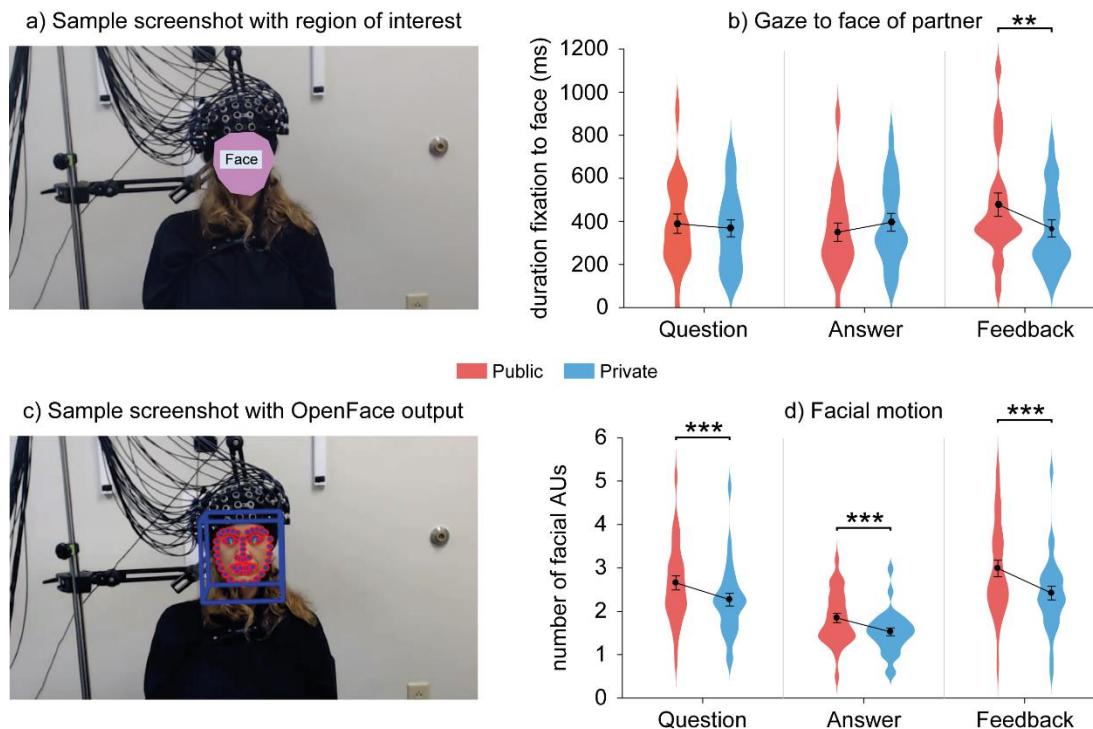 a) Sample screenshot with region of interest
Face
b) Gaze to face of partner
**
duration fixation to face (ms)
1200
1000
800
600
400
200
0
Question Answer Feedback
Public Private
c) Sample screenshot with OpenFace output
d) Facial motion
***
***
***
number of facial AUs
6
5
4
3
2
1
0
Question Answer Feedback